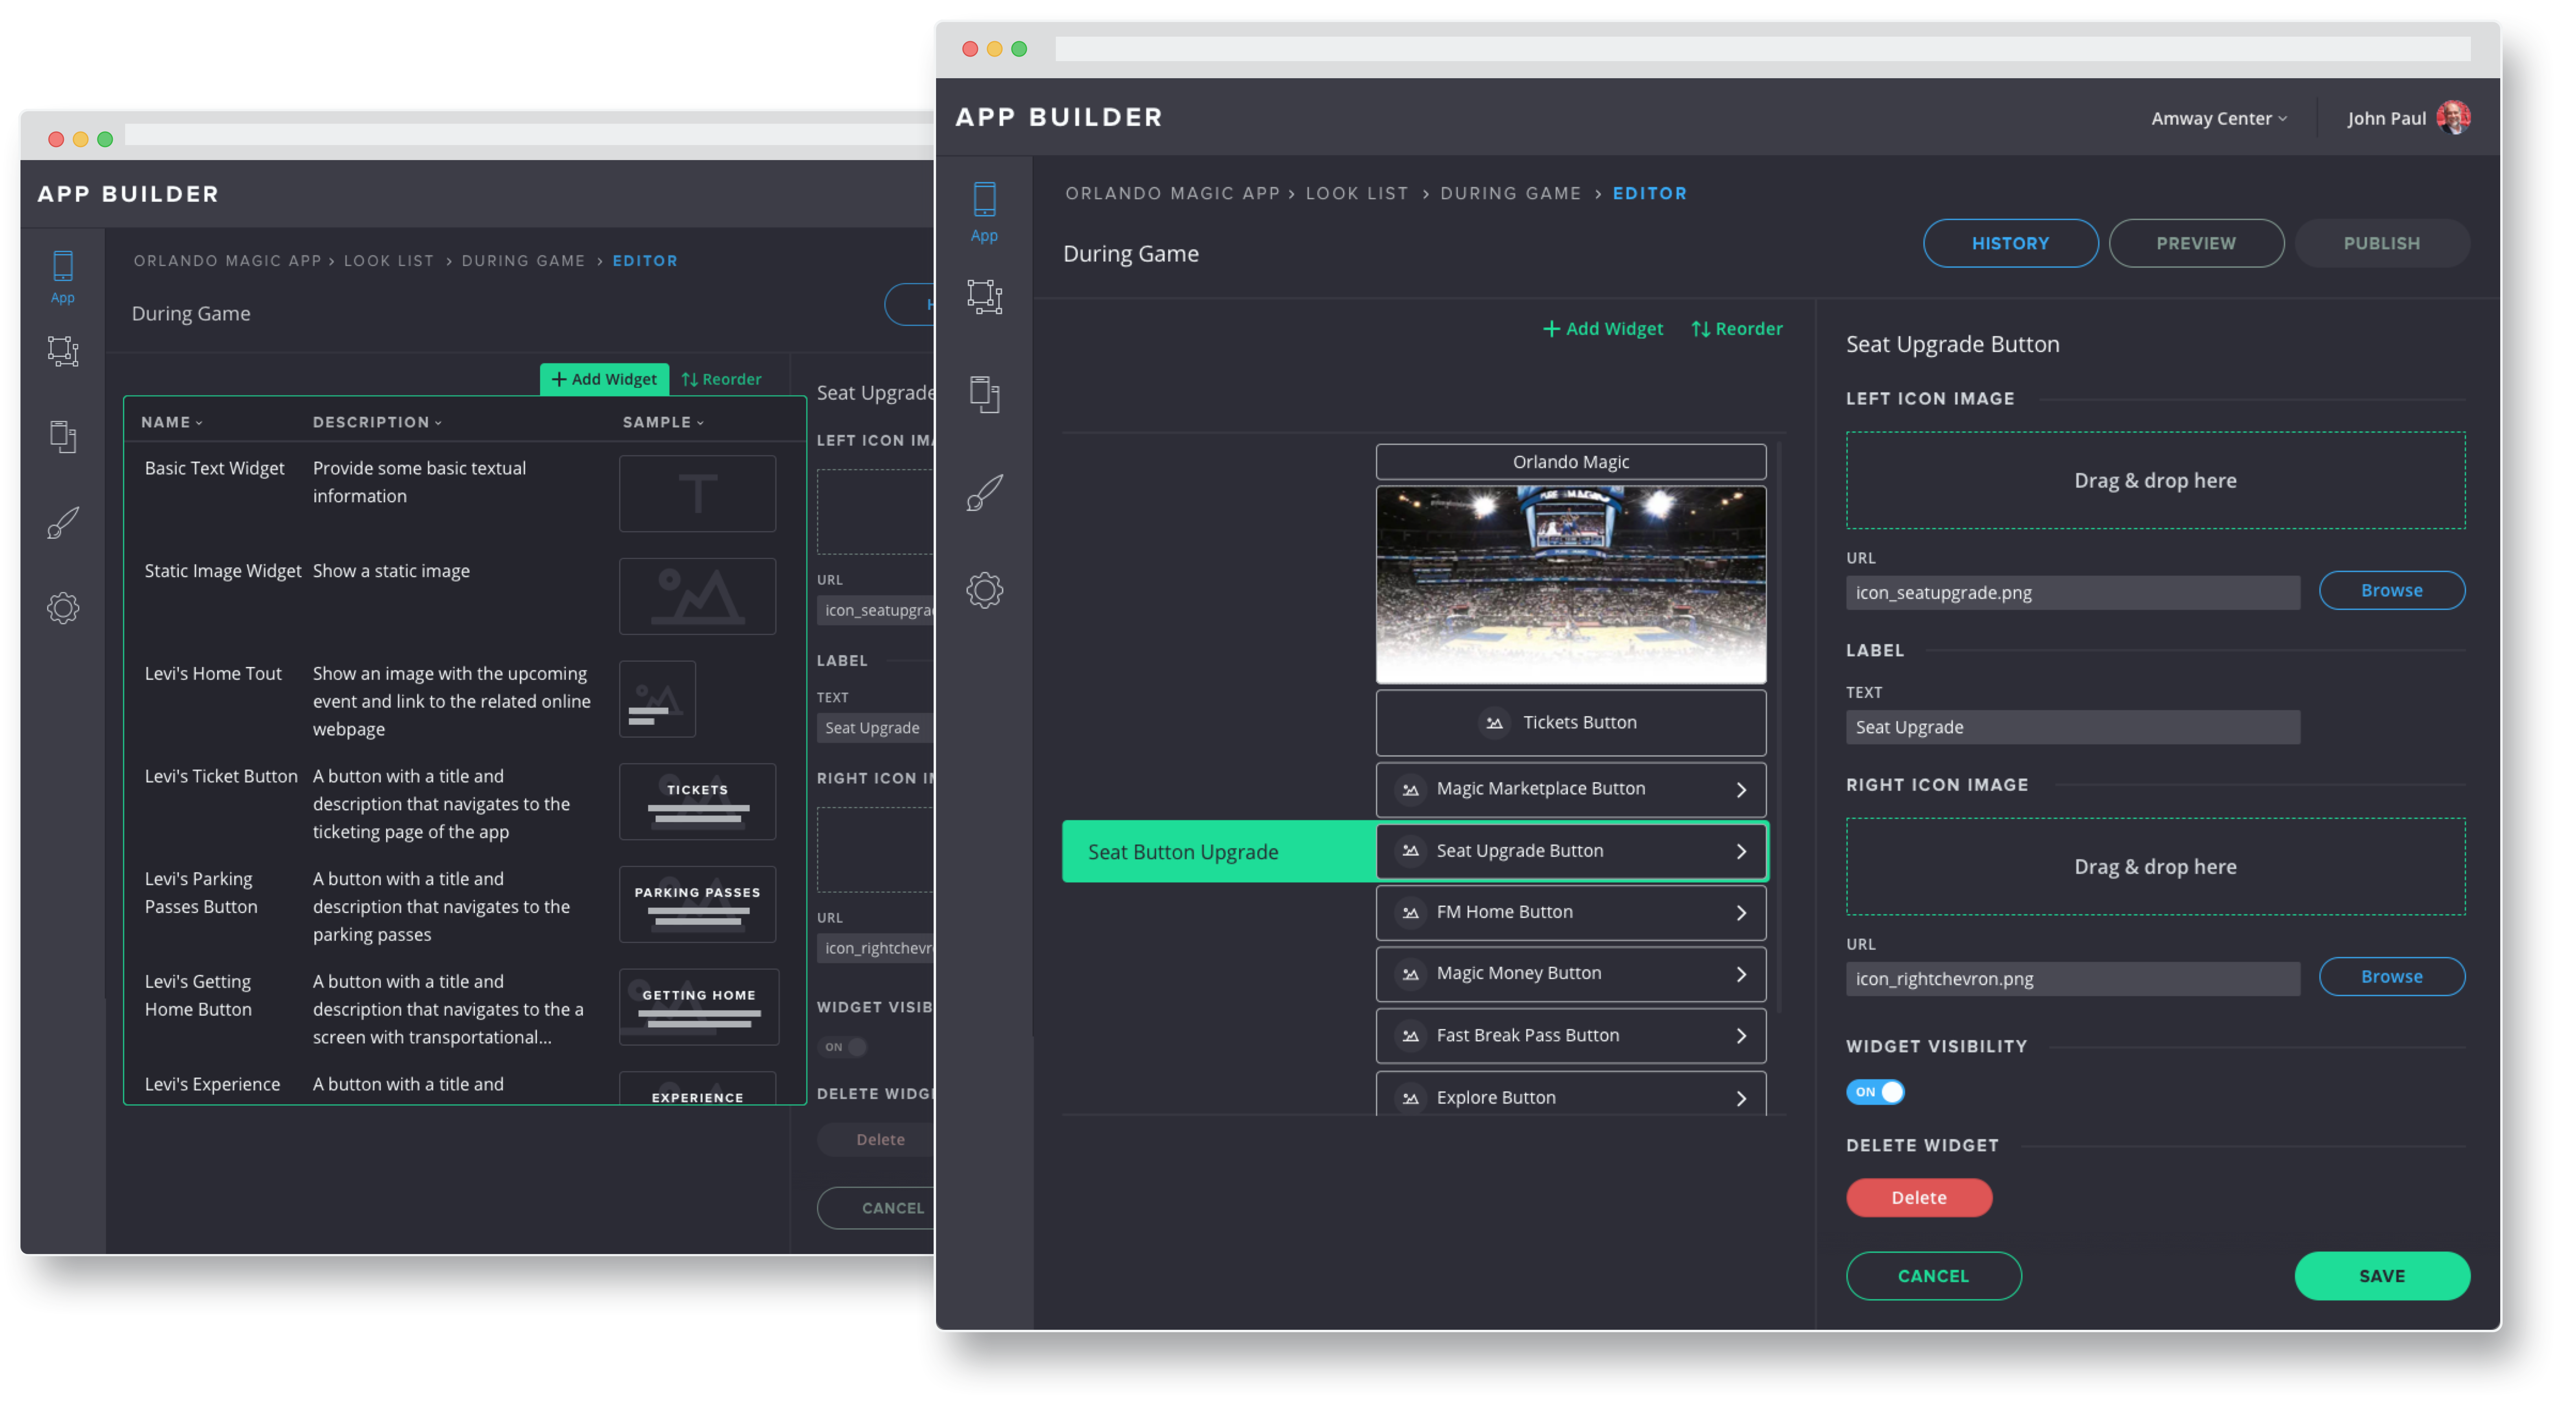 APP BUILDER
App
ORLANDO MAGIC APP > LOOK LIST > DURING GAME > EDITOR
During Game
+ Add Widget
Reorder
NAME
DESCRIPTION
SAMPLE
Basic Text Widget
Provide some basic textual
information
T
Static Image Widget
Show a static image
Levi's Home Tout
Show an image with the upcoming
event and link to the related online
webpage
Levi's Ticket Button
A button with a title and
description that navigates to the
ticketing page of the app
TICKETS
Levi's Parking
Passes Button
A button with a title and
description that navigates to the
parking passes
PARKING PASSES
Levi's Getting
Home Button
A button with a title and
description that navigates to the a
screen with transportational...
GETTING HOME
Levi's Experience
A button with a title and
EXPERIENCE
Seat Upgrade
LEFT ICON
URL
icon_seatupgra
LABEL
TEXT
Seat Upgrade
RIGHT ICON
URL
icon_rightchevr
WIDGET VISIB
ON
DELETE WIDG
Delete
CANCEL
APP BUILDER
Amway Center
John Paul
App
ORLANDO MAGIC APP > LOOK LIST > DURING GAME > EDITOR
During Game
HISTORY
PREVIEW
PUBLISH
+ Add Widget
Reorder
Orlando Magic
PURE MAGIC
Tickets Button
Magic Marketplace Button
Seat Button Upgrade
Seat Upgrade Button
FM Home Button
Magic Money Button
Fast Break Pass Button
Explore Button
Seat Upgrade Button
LEFT ICON IMAGE
Drag & drop here
URL
icon_seatupgrade.png
Browse
LABEL
TEXT
Seat Upgrade
RIGHT ICON IMAGE
Drag & drop here
URL
icon_rightchevron.png
Browse
WIDGET VISIBILITY
ON
DELETE WIDGET
Delete
CANCEL
SAVE